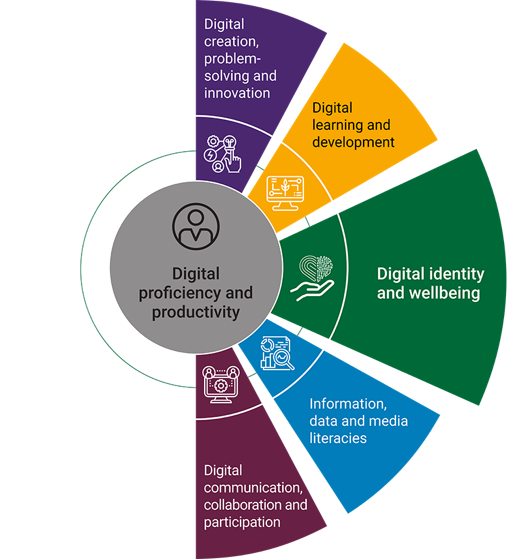 Digital
creation,
problem-
solving and
innovation
Digital
learning and
development
Digital identity
and wellbeing
Digital
proficiency and
productivity
Information,
data and media
literacies
Digital
communication,
collaboration and
participation